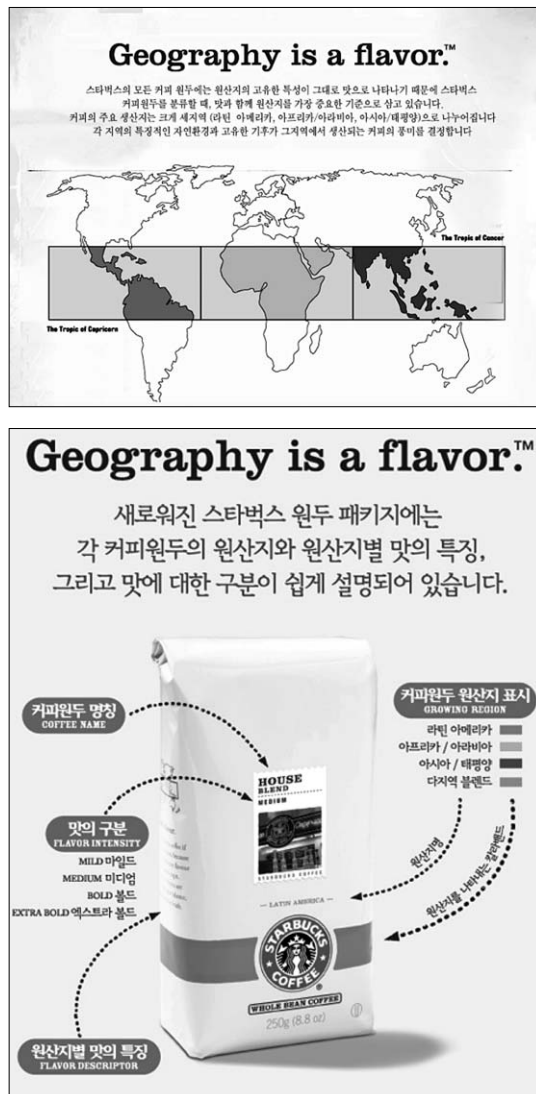 Geography is a flavor.™
스타벅스의 모든 커피 원두에는 원산지의 고유한 특성이 그대로 맛으로 나타나기 때문에 스타벅스
커피원두를 분류할 때, 맛과 함께 원산지를 가장 중요한 기준으로 삼고 있습니다.
커피의 주요 생산지는 크게 세지역 (라틴 아메리카, 아프리카/아라비아, 아시아/태평양)으로 나누어집니다
각 지역의 특징적인 자연환경과 고유한 기후가 그지역에서 생산되는 커피의 풍미를 결정합니다
The Tropic of Cancer
The Tropic of Capricorn
Geography is a flavor.™
새로워진 스타벅스 원두 패키지에는
각 커피원두의 원산지와 원산지별 맛의 특징,
그리고 맛에 대한 구분이 쉽게 설명되어 있습니다.
커피원두 명칭
COFFEE NAME
맛의 구분
FLAVOR INTENSITY
MILD 마일드
MEDIUM 미디엄
BOLD 볼드
EXTRA BOLD 엑스트라 볼드
원산지별 맛의 특징
FLAVOR DESCRIPTOR
커피원두 원산지 표시
GROWING REGION
라틴 아메리카
아프리카 / 아라비아
아시아 / 태평양
다지역 블렌드
원산지명
원산지를 나타내는 칼라밴드
HOUSE
BLEND
MEDIUM
STARBUCKS COFFEE
LATIN AMERICA
STARBUCKS
COFFEE
WHOLE BEAN COFFEE
250g (8.8 oz)